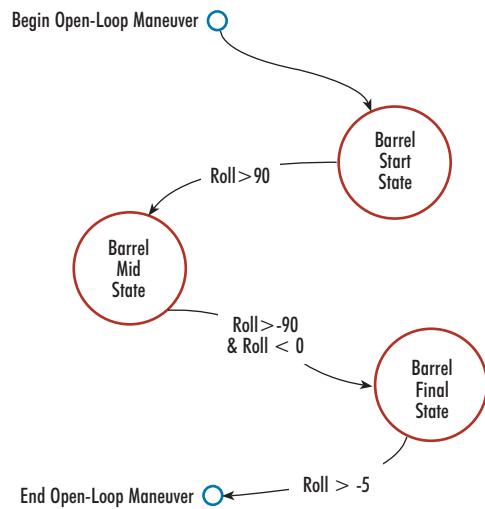 Begin Open-Loop Maneuver
Barrel
Start
State
Roll>90
Barrel
Mid
State
Roll>-90
& Roll < 0
Barrel
Final
State
Roll > -5
End Open-Loop Maneuver